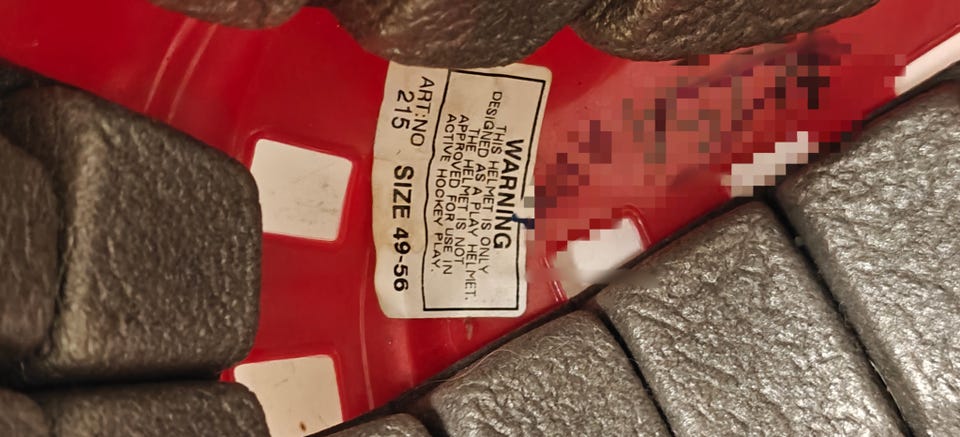 WARNING
THIS HELMET IS ONLY
DESIGNED AS A PLAY HELMET.
THE HELMET IS NOT
APPROVED FOR USE IN
ACTIVE HOCKEY PLAY.
ART:NO
215 SIZE 49-56